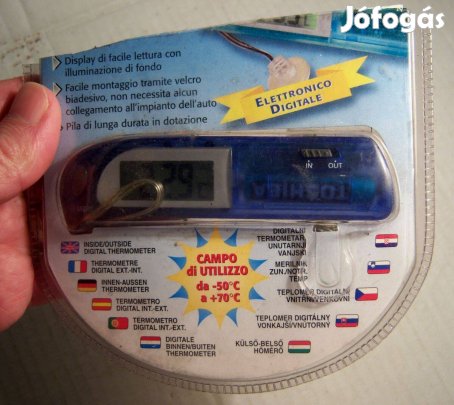 Jófogás
Display di facile lettura con
illuminazione di fondo
Facile montaggio tramite velcro
biadesivo, non necessita alcun
collegamento all'impianto dell'auto
Pila di lunga durata in dotazione
ELETTRONICO
DIGITALE
IN OUT
TOSHIBA
INSIDE/OUTSIDE
DIGITAL THERMOMETER
THERMOMETRE
DIGITAL EXT.-INT.
INNEN-AUSSEN
THERMOMETER
TERMOMETRO
DIGITAL INT.-EXT.
TERMOMETRO
DIGITAL INT.-EXT.
DIGITALE
BINNEN/BUITEN
THERMOMETER
CAMPO
di UTILIZZO
da -50°C
a +70°C
DIGITALNI
TERMOMETAR
UNUTARNJI
VANJSKI
MERILNIK
ZUN./NOTR.
TEMP.
TEPLOMER DIGITALNY
VNITRNI/VENKOVNI
TEPLOMER DIGITÁLNY
VONKAJŠÍ/VNÚTORNÝ
KÜLSŐ-BELSŐ
HŐMÉRŐ